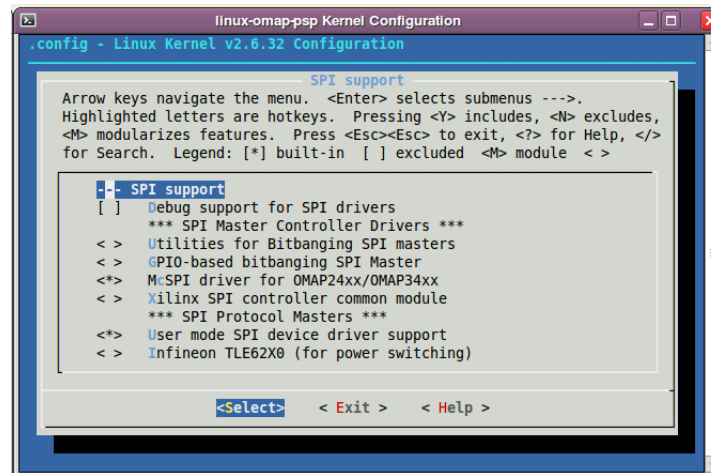 linux-omap-psp Kernel Configuration
.config - Linux Kernel v2.6.32 Configuration
SPI support
Arrow keys navigate the menu.  <Enter> selects submenus --->.
Highlighted letters are hotkeys.  Pressing <Y> includes, <N> excludes,
<M> modularizes features.  Press <Esc><Esc> to exit, <?> for Help, </>
for Search.  Legend: [*] built-in  [ ] excluded  <M> module  < >
--- SPI support
[ ]   Debug support for SPI drivers
*** SPI Master Controller Drivers ***
< >   Utilities for Bitbanging SPI masters
< >   GPIO-based bitbanging SPI Master
<*>   McSPI driver for OMAP24xx/OMAP34xx
< >   Xilinx SPI controller common module
*** SPI Protocol Masters ***
<*>   User mode SPI device driver support
< >   Infineon TLE62X0 (for power switching)
<Select>    < Exit >    < Help >